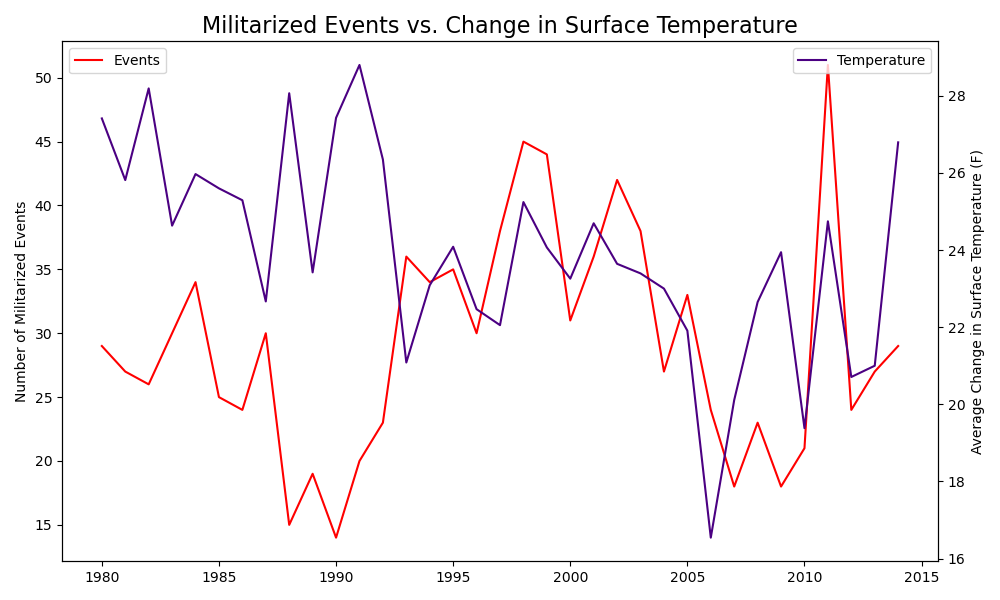 Militarized Events vs. Change in Surface Temperature
Events
Temperature
Number of Militarized Events
50
45
40
35
30
25
20
15
Average Change in Surface Temperature (F)
28
26
24
22
20
18
16
1980 1985 1990 1995 2000 2005 2010 2015